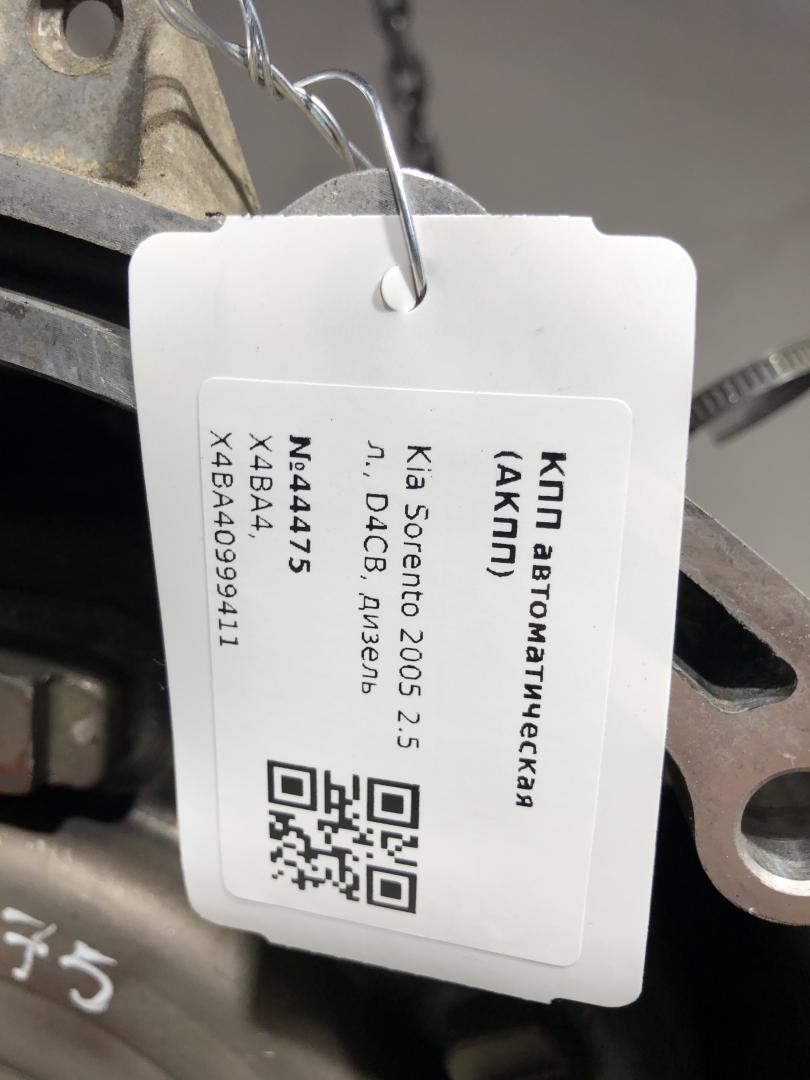 КПП автоматическая
(АКПП)
Kia Sorento 2005 2.5
л., D4CB, дизель
№44475
X4BA4,
X4BA40999411
75